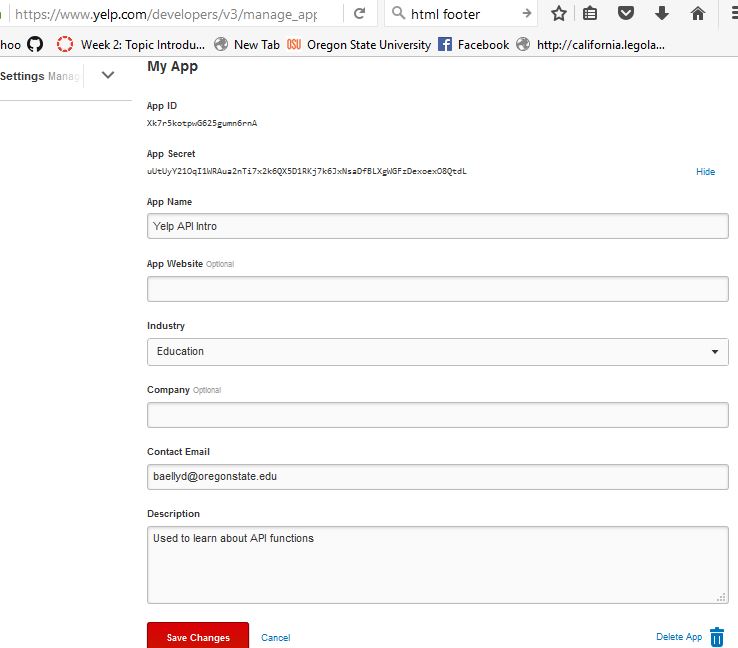 https://www.yelp.com/developers/v3/manage_app
html footer
hoo
Week 2: Topic Introdu...
New Tab
OSU Oregon State University
Facebook
http://california.legola...
Settings Manag
My App
App ID
Xk7r5kotpwG625gumn6rnA
App Secret
uUtUyY21OqI1WRAua2nTi7x2k6QX5D1RKj7k6JxNsaDfBLXgWGFzDexoexO8QtdL
Hide
App Name
Yelp API Intro
App Website Optional
Industry
Education
Company Optional
Contact Email
baellyd@oregonstate.edu
Description
Used to learn about API functions
Save Changes
Cancel
Delete App